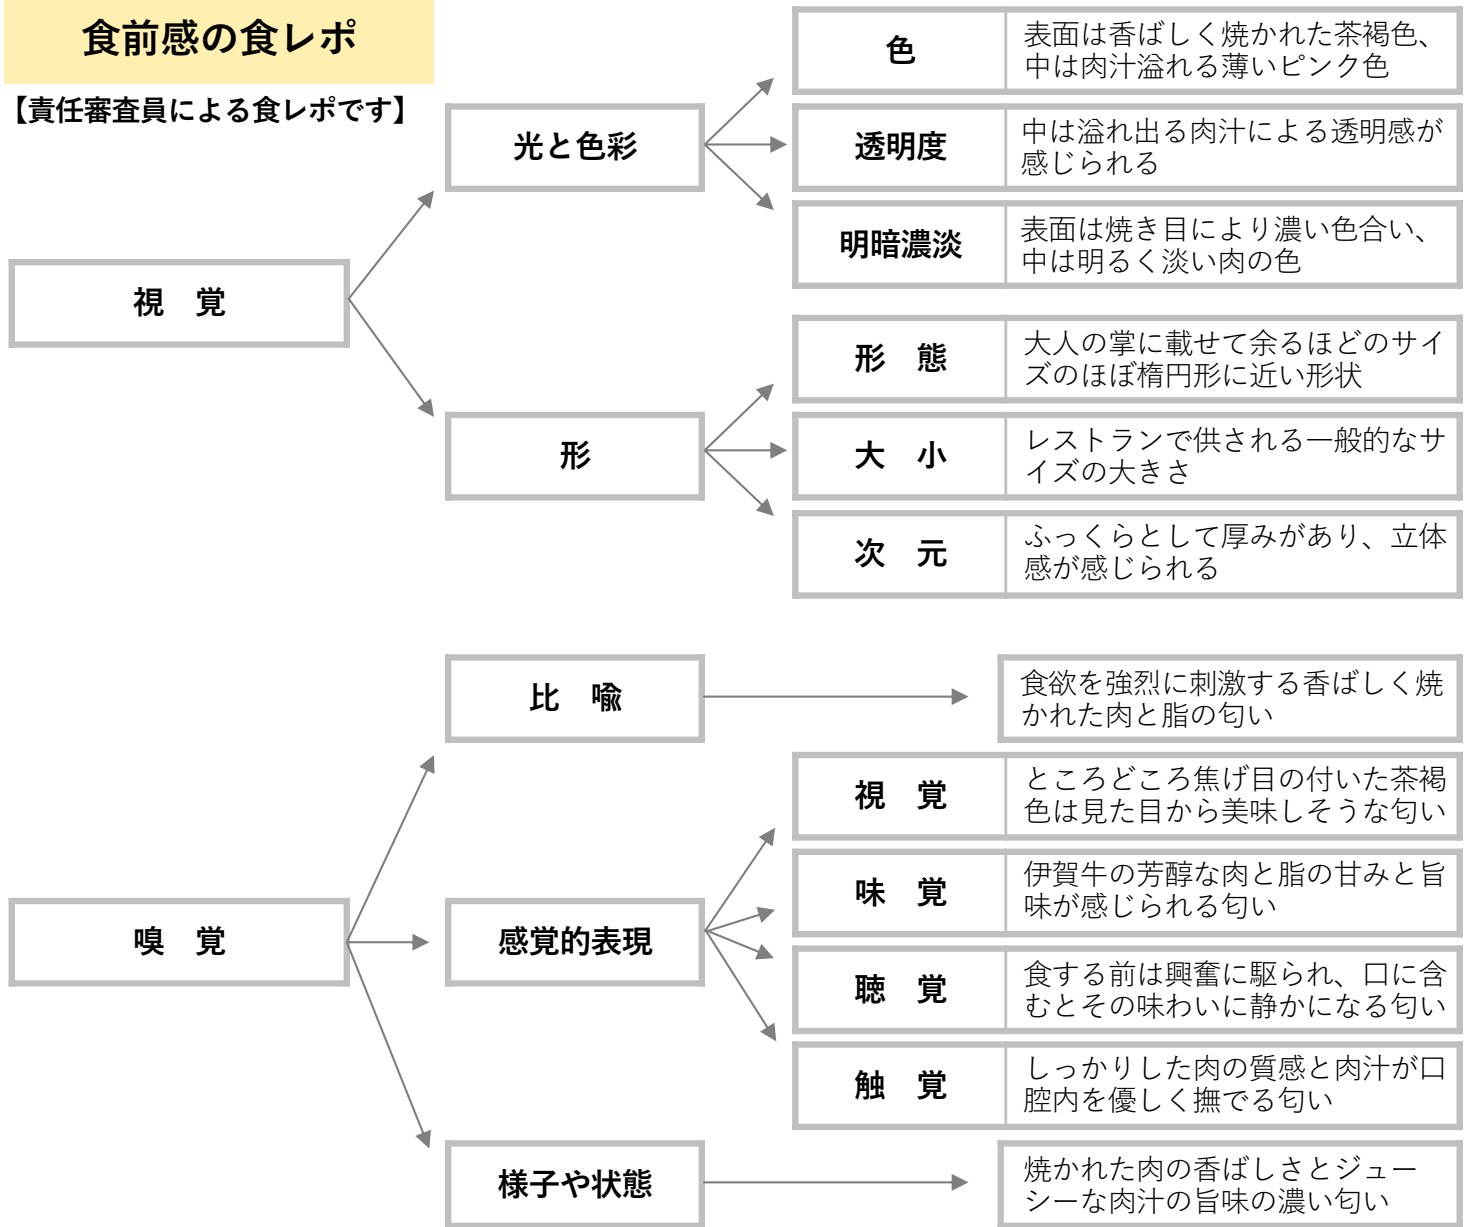 食前感の食レポ
【責任審査員による食レポです】
視　覚
光と色彩
色
表面は香ばしく焼かれた茶褐色、
中は肉汁溢れる薄いピンク色
透明度
中は溢れ出る肉汁による透明感が
感じられる
明暗濃淡
表面は焼き目により濃い色合い、
中は明るく淡い肉の色
形
形　態
大人の掌に載せて余るほどのサイ
ズのほぼ楕円形に近い形状
大　小
レストランで供される一般的なサ
イズの大きさ
次　元
ふっくらとして厚みがあり、立体
感が感じられる
嗅　覚
比　喩
食欲を強烈に刺激する香ばしく焼
かれた肉と脂の匂い
感覚的表現
視　覚
ところどころ焦げ目の付いた茶褐
色は見た目から美味しそうな匂い
味　覚
伊賀牛の芳醇な肉と脂の甘みと旨
味が感じられる匂い
聴　覚
食する前は興奮に駆られ、口に含
むとその味わいに静かになる匂い
触　覚
しっかりした肉の質感と肉汁が口
腔内を優しく撫でる匂い
様子や状態
焼かれた肉の香ばしさとジュー
シーな肉汁の旨味の濃い匂い